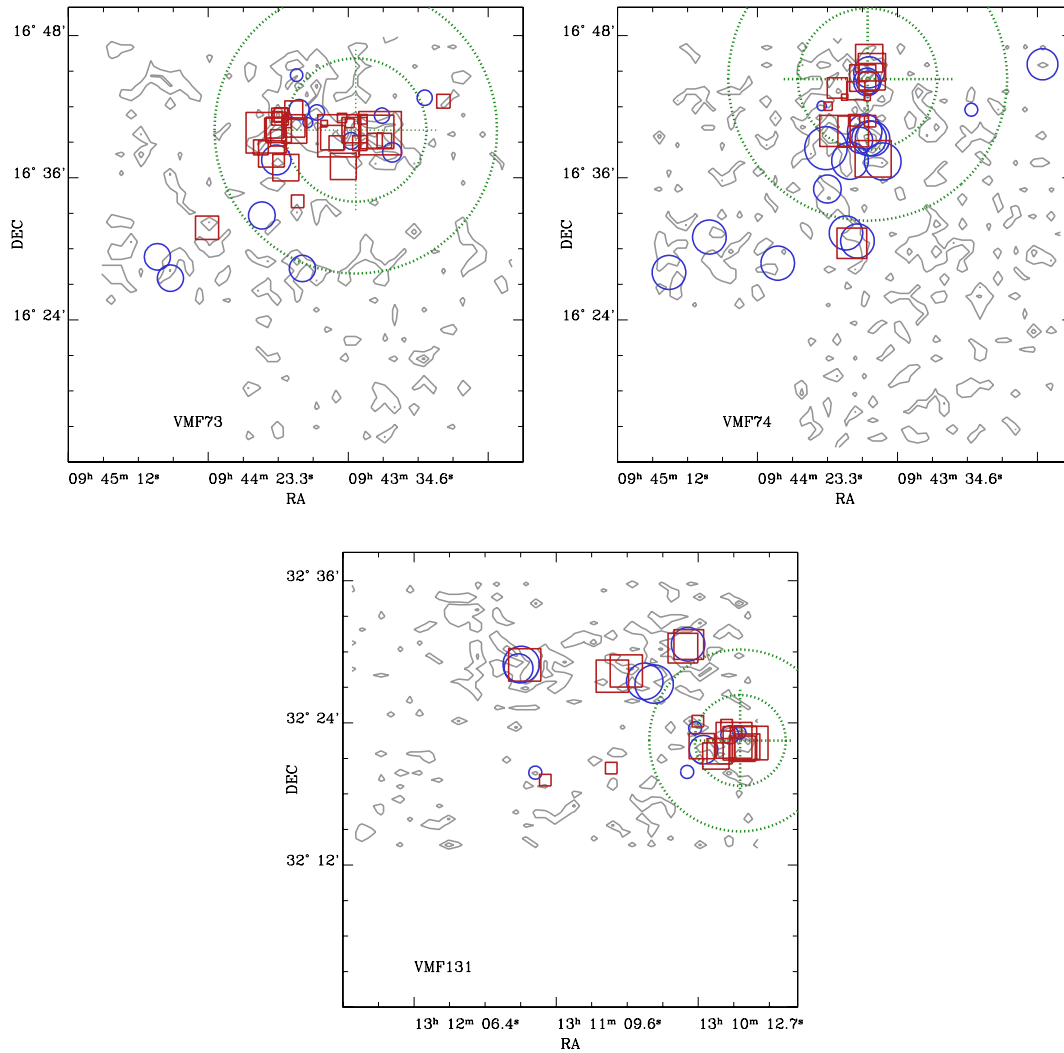 16° 48'
16° 36'
16° 24'
DEC
VMF73
09ʰ 45ᵐ 12ˢ
09ʰ 44ᵐ 23.3ˢ
09ʰ 43ᵐ 34.6ˢ
RA
16° 48'
16° 36'
16° 24'
DEC
VMF74
09ʰ 45ᵐ 12ˢ
09ʰ 44ᵐ 23.3ˢ
09ʰ 43ᵐ 34.6ˢ
RA
32° 36'
32° 24'
32° 12'
DEC
VMF131
13ʰ 12ᵐ 06.4ˢ
13ʰ 11ᵐ 09.6ˢ
13ʰ 10ᵐ 12.7ˢ
RA